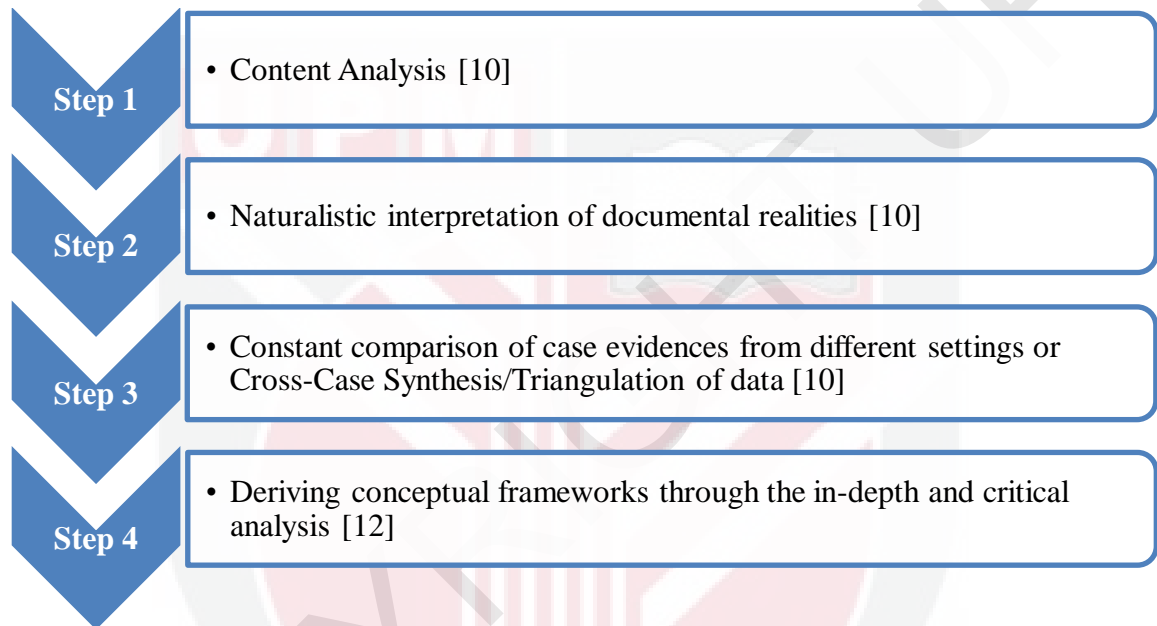 Step 1
• Content Analysis [10]
Step 2
• Naturalistic interpretation of documental realities [10]
Step 3
• Constant comparison of case evidences from different settings or
Cross-Case Synthesis/Triangulation of data [10]
Step 4
• Deriving conceptual frameworks through the in-depth and critical
analysis [12]
UPM